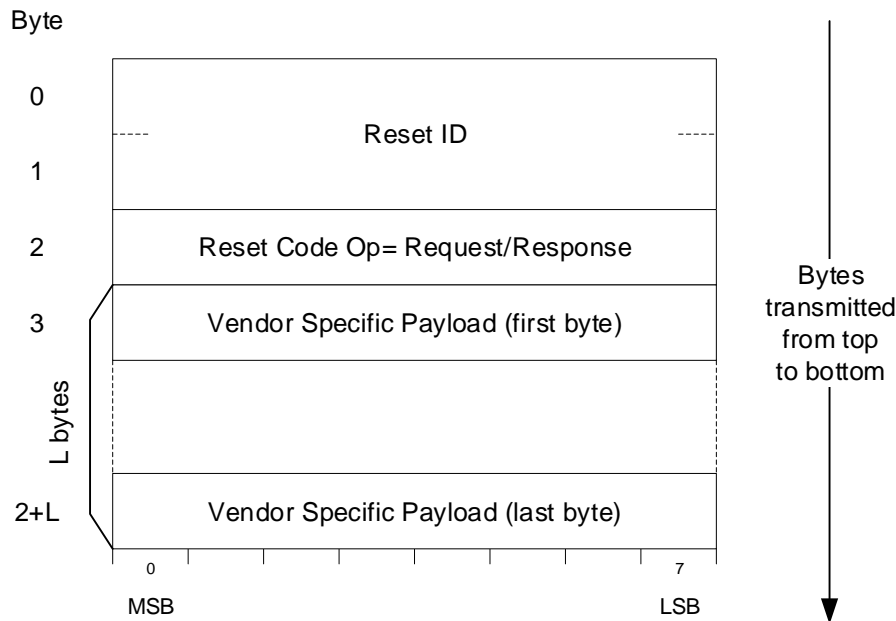 Byte
0
Reset ID
1
2
Reset Code Op= Request/Response
3
Vendor Specific Payload (first byte)
L bytes
2+L
Vendor Specific Payload (last byte)
0
7
MSB
LSB
Bytes
transmitted
from top
to bottom